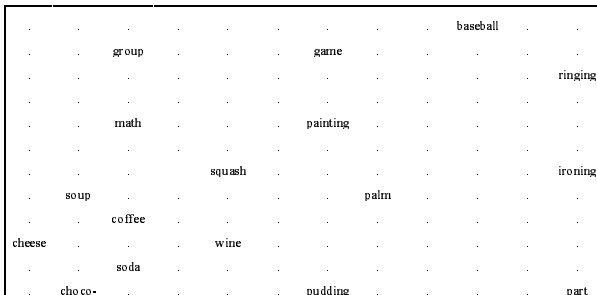 . . . . . . . . . baseball . .
. . group . . . game . . . . .
. . . . . . . . . . . ringing
. . . . . . . . . . . .
. . math . . . painting . . . . .
. . . . . . . . . . . .
. . . . squash . . . . . . ironing
. soup . . . . . palm . . . .
. . coffee . . . . . . . . .
cheese . . . wine . . . . . . .
. . soda . . . . . . . . .
. choco- . . . . pudding . . . . part